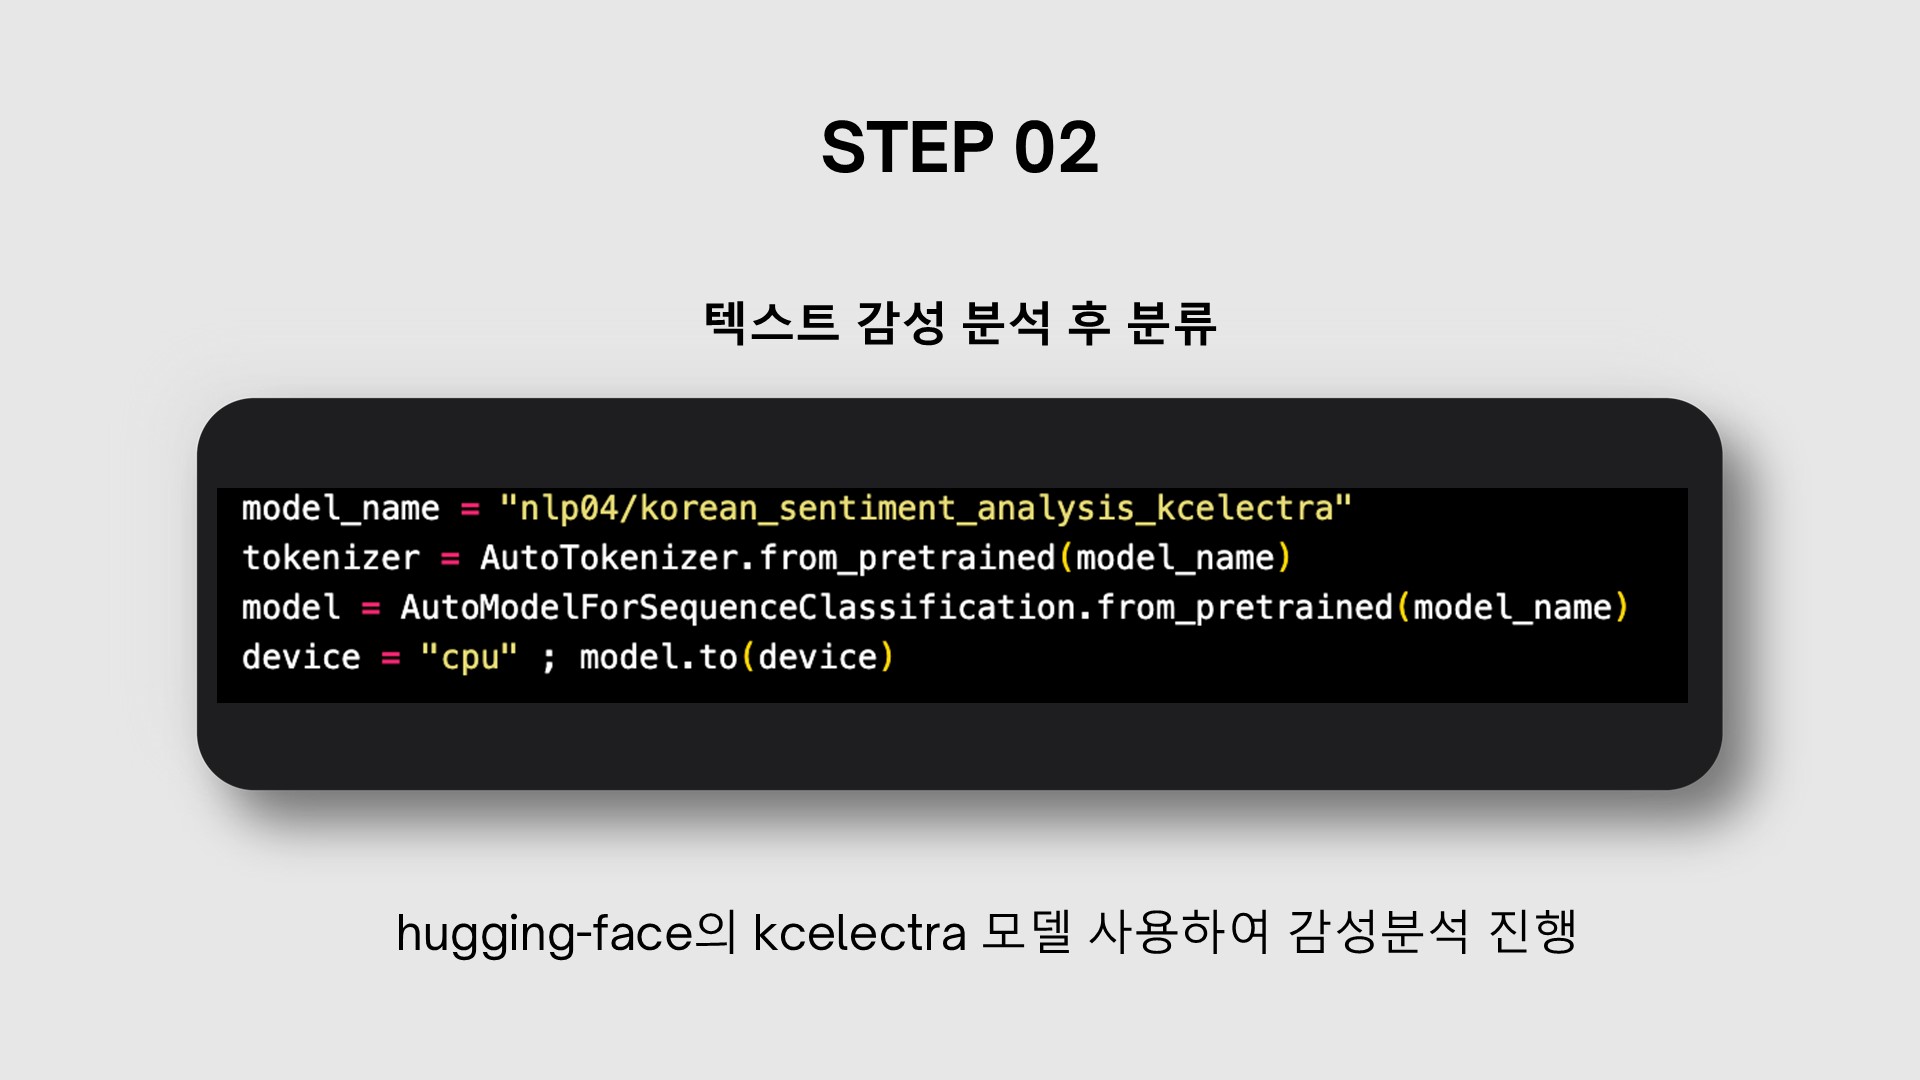 STEP 02
텍스트 감성 분석 후 분류
model_name = "nlp04/korean_sentiment_analysis_kcelectra"
tokenizer = AutoTokenizer.from_pretrained(model_name)
model = AutoModelForSequenceClassification.from_pretrained(model_name)
device = "cpu" ; model.to(device)
hugging-face의 kcelectra 모델 사용하여 감성분석 진행